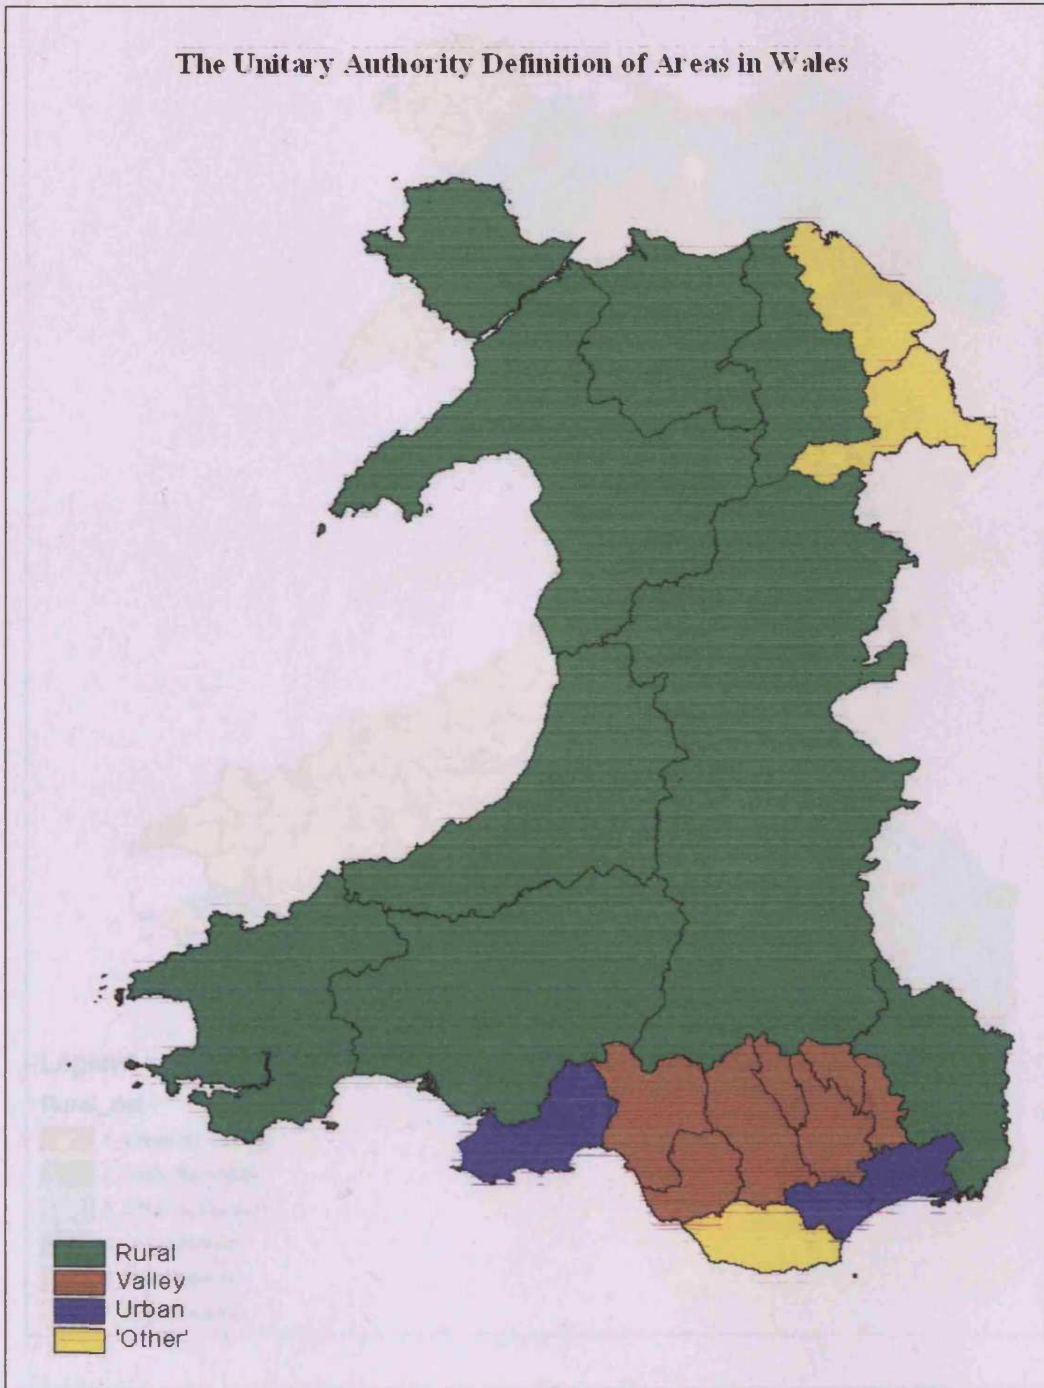 The Unitary Authority Definition of Areas in Wales
Rural
Valley
Urban
'Other'